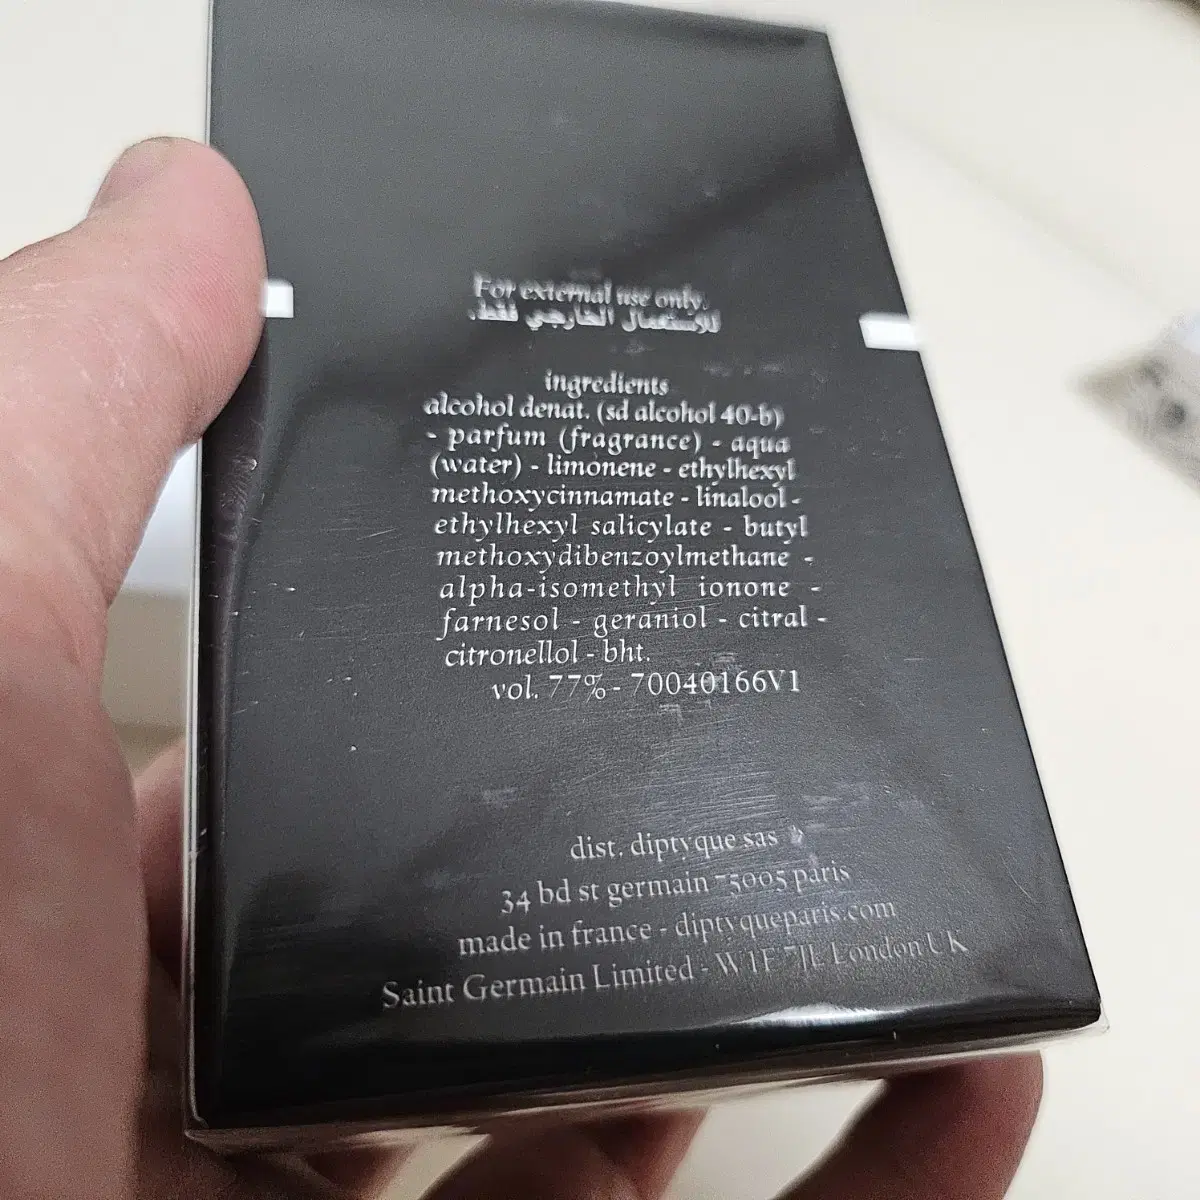 For external use only.
للاستعمال الخارجي فقط.
ingredients
alcohol denat. (sd alcohol 40-b)
- parfum (fragrance) - aqua
(water) - limonene - ethylhexyl
methoxycinnamate - linalool -
ethylhexyl salicylate - butyl
methoxydibenzoylmethane -
alpha-isomethyl ionone -
farnesol - geraniol - citral -
citronellol - bht.
vol. 77% - 70040166V1
dist. diptyque sas
34 bd st germain 75005 paris
made in france - diptyqueparis.com
Saint Germain Limited - W1F 7JL London UK